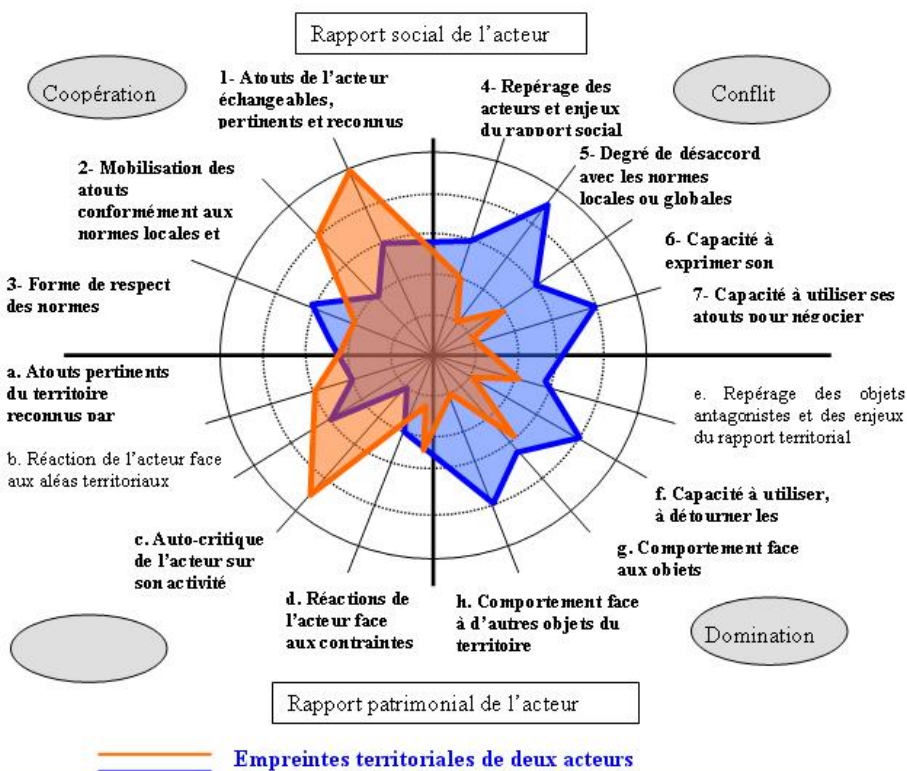 Rapport social de l’acteur
Coopération
Conflit
1- Atouts de l’acteur
échangeables,
pertinents et reconnus
4- Repérage des
acteurs et enjeux
du rapport social
2- Mobilisation des
atouts
conformément aux
normes locales et
5- Degré de désaccord
avec les normes
locales ou globales
6- Capacité à
exprimer son
3- Forme de respect
des normes
7- Capacité à utiliser ses
atouts pour négocier
a. Atouts pertinents
du territoire
reconnus par
e. Repérage des objets
antagonistes et des enjeux
du rapport territorial
b. Réaction de l’acteur face
aux aléas territoriaux
f. Capacité à utiliser,
à détourner les
c. Auto-critique
de l’acteur sur
son activité
g. Comportement face
aux objets
d. Réactions de
l’acteur face
aux contraintes
h. Comportement face
à d’autres objets du
territoire
Domination
Rapport patrimonial de l’acteur
Empreintes territoriales de deux acteurs